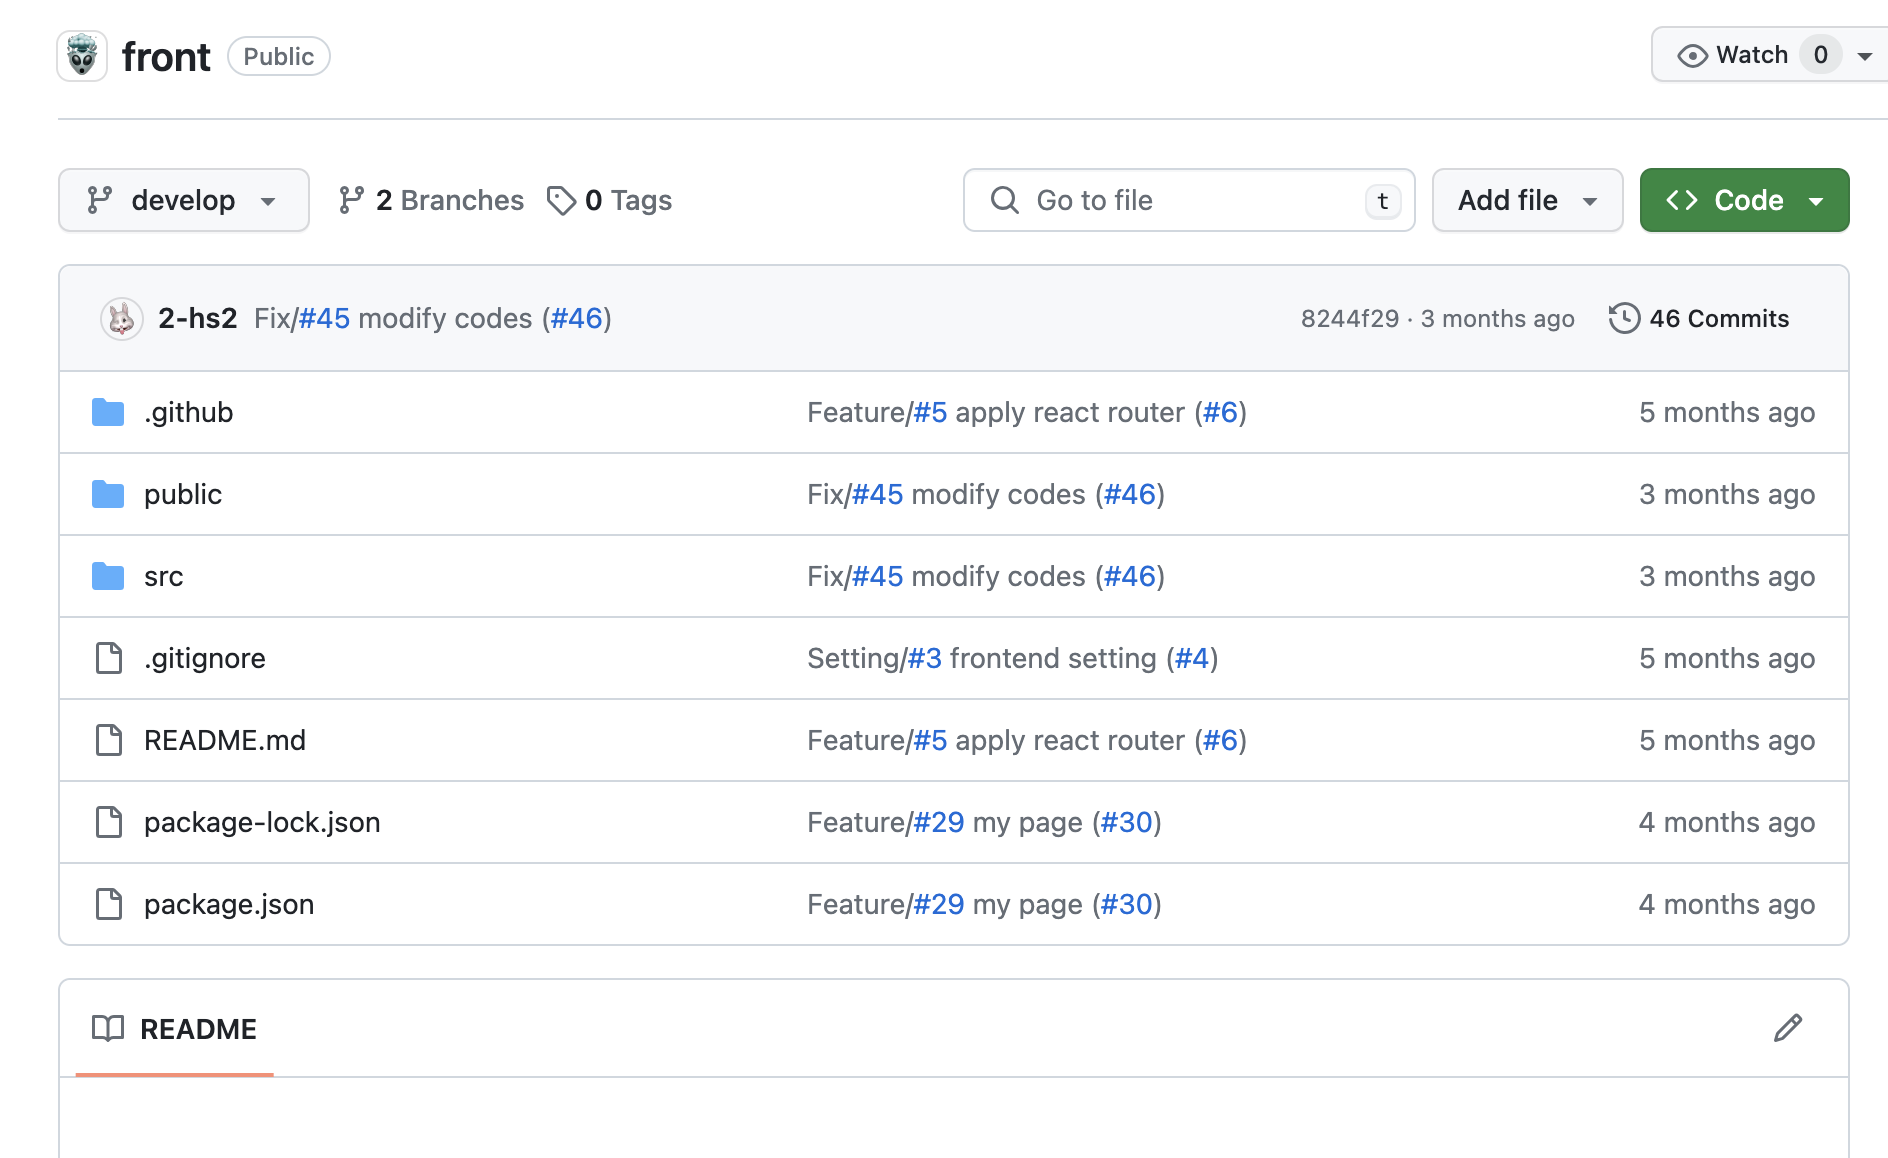 front Public Watch 0
develop 2 Branches 0 Tags Go to file t Add file Code
2-hs2 Fix/#45 modify codes (#46) 8244f29 · 3 months ago 46 Commits
.github Feature/#5 apply react router (#6) 5 months ago
public Fix/#45 modify codes (#46) 3 months ago
src Fix/#45 modify codes (#46) 3 months ago
.gitignore Setting/#3 frontend setting (#4) 5 months ago
README.md Feature/#5 apply react router (#6) 5 months ago
package-lock.json Feature/#29 my page (#30) 4 months ago
package.json Feature/#29 my page (#30) 4 months ago
README